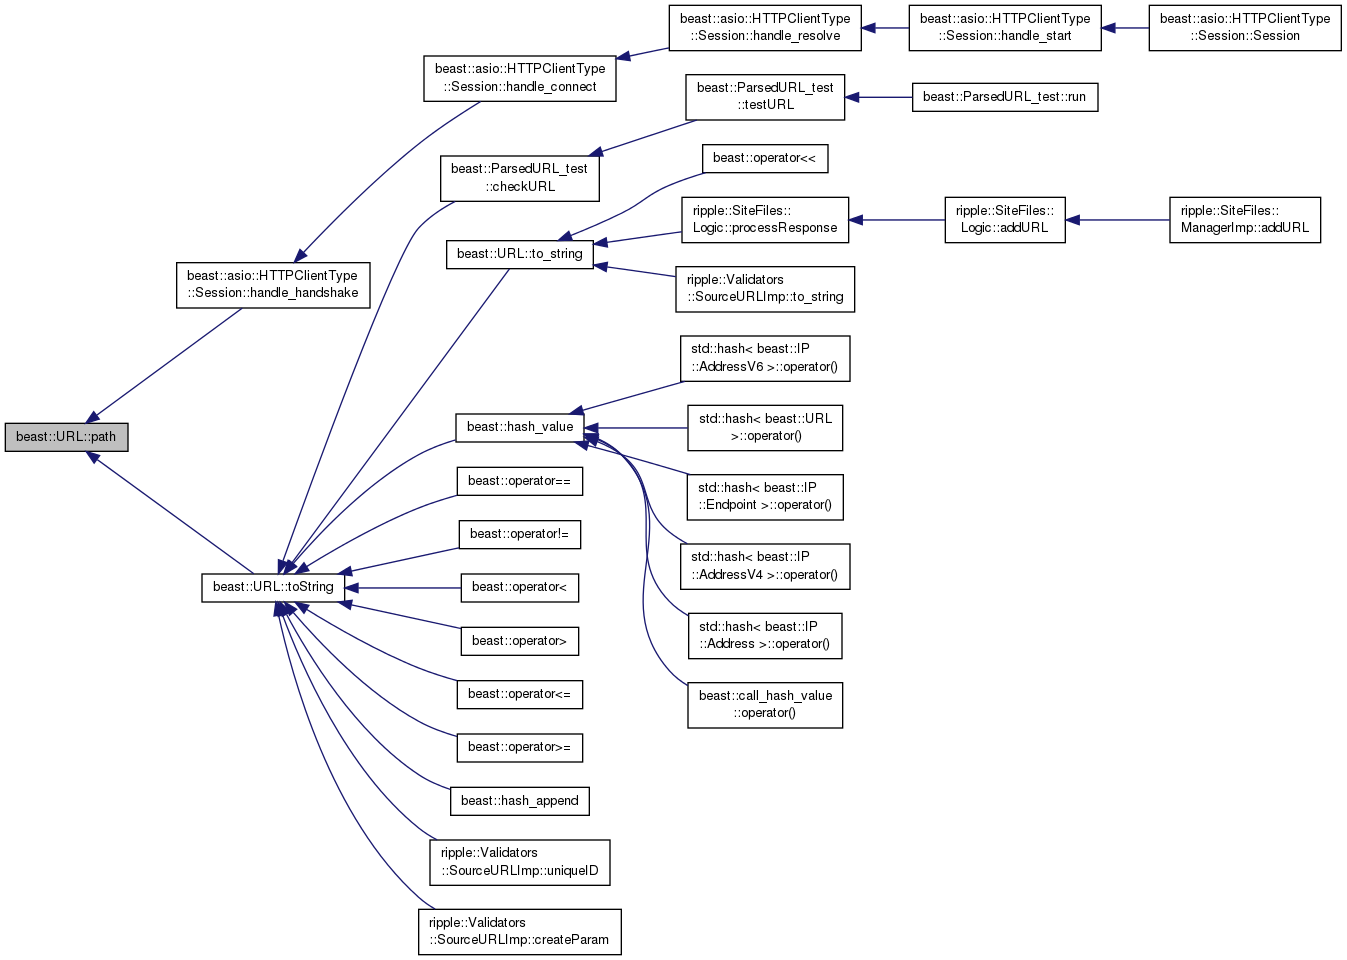 beast::asio::HTTPClientType
::Session::handle_resolve
beast::asio::HTTPClientType
::Session::handle_start
beast::asio::HTTPClientType
::Session::Session
beast::asio::HTTPClientType
::Session::handle_connect
beast::ParsedURL_test
::testURL
beast::ParsedURL_test::run
beast::ParsedURL_test
::checkURL
beast::operator<<
ripple::SiteFiles::
Logic::processResponse
ripple::SiteFiles::
Logic::addURL
ripple::SiteFiles::
ManagerImp::addURL
beast::URL::to_string
beast::asio::HTTPClientType
::Session::handle_handshake
ripple::Validators
::SourceURLImp::to_string
std::hash< beast::IP
::AddressV6 >::operator()
beast::URL::path
beast::hash_value
std::hash< beast::URL
>::operator()
beast::operator==
std::hash< beast::IP
::Endpoint >::operator()
beast::operator!=
std::hash< beast::IP
::AddressV4 >::operator()
beast::URL::toString
beast::operator<
std::hash< beast::IP
::Address >::operator()
beast::operator>
beast::operator<=
beast::call_hash_value
::operator()
beast::operator>=
beast::hash_append
ripple::Validators
::SourceURLImp::uniqueID
ripple::Validators
::SourceURLImp::createParam